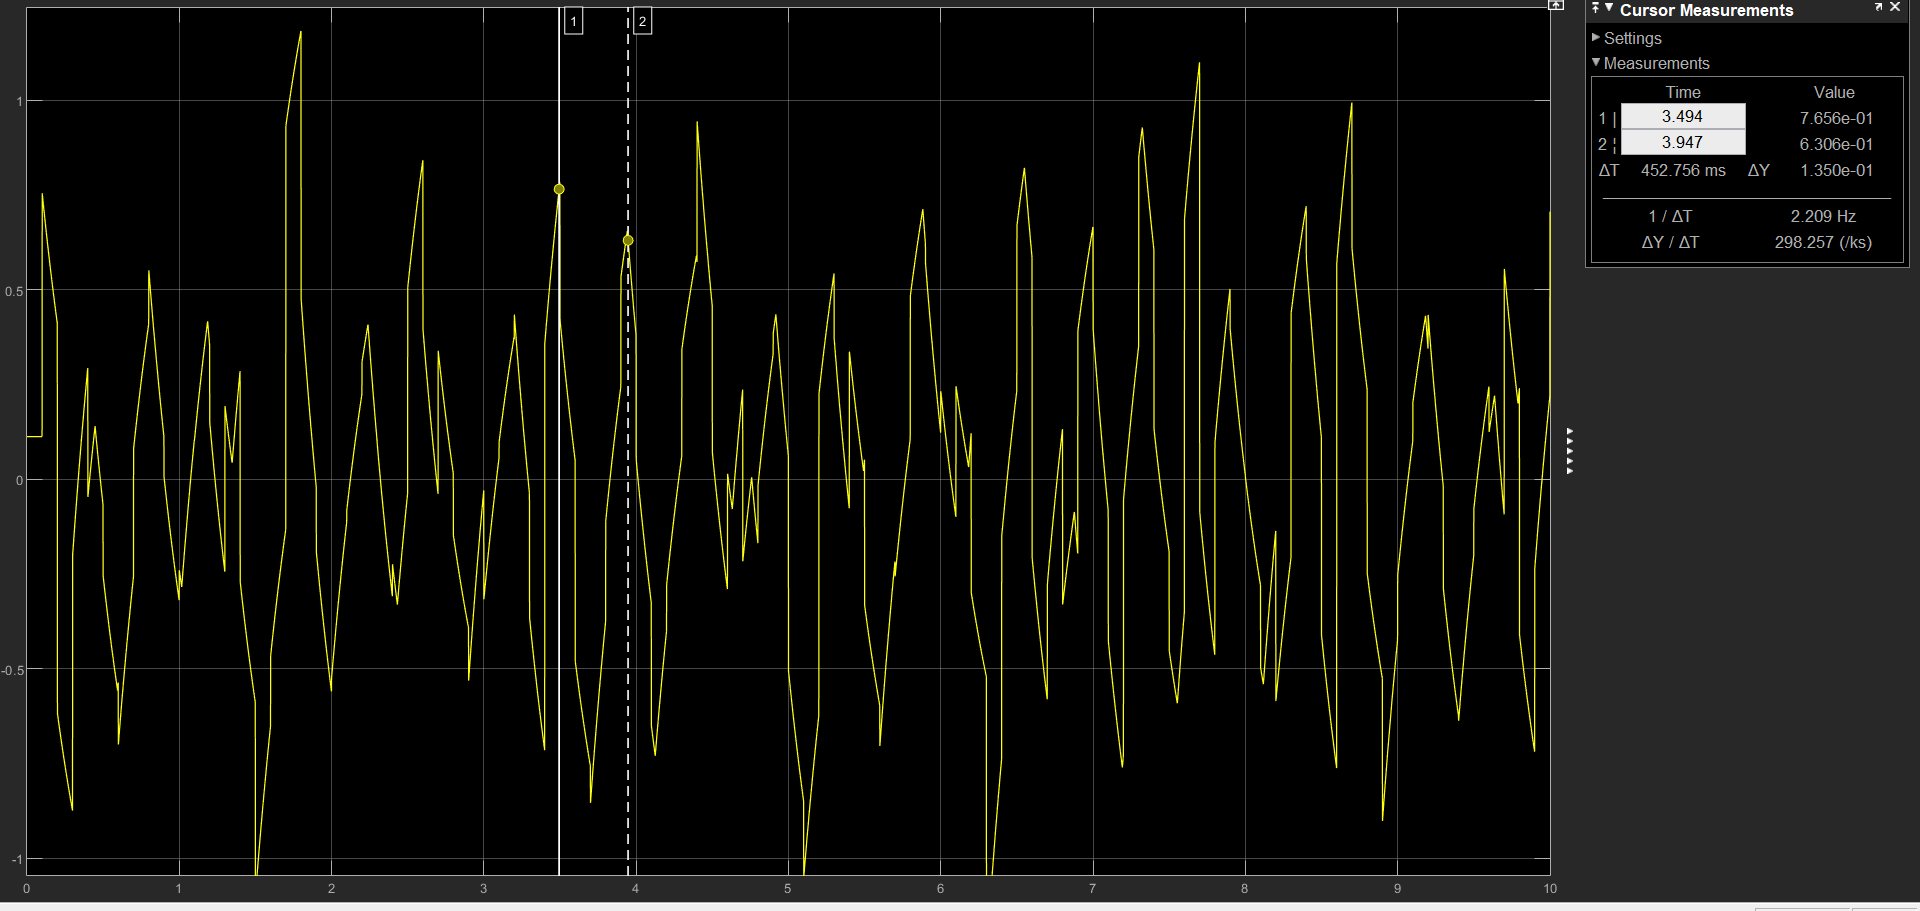 1
2
1
0.5
0
-0.5
-1
0
1
2
3
4
5
6
7
8
9
10
Cursor Measurements
Settings
Measurements
Time Value
1 | 3.494 7.656e-01
2 ¦ 3.947 6.306e-01
ΔT 452.756 ms ΔY 1.350e-01
1 / ΔT 2.209 Hz
ΔY / ΔT 298.257 (/ks)